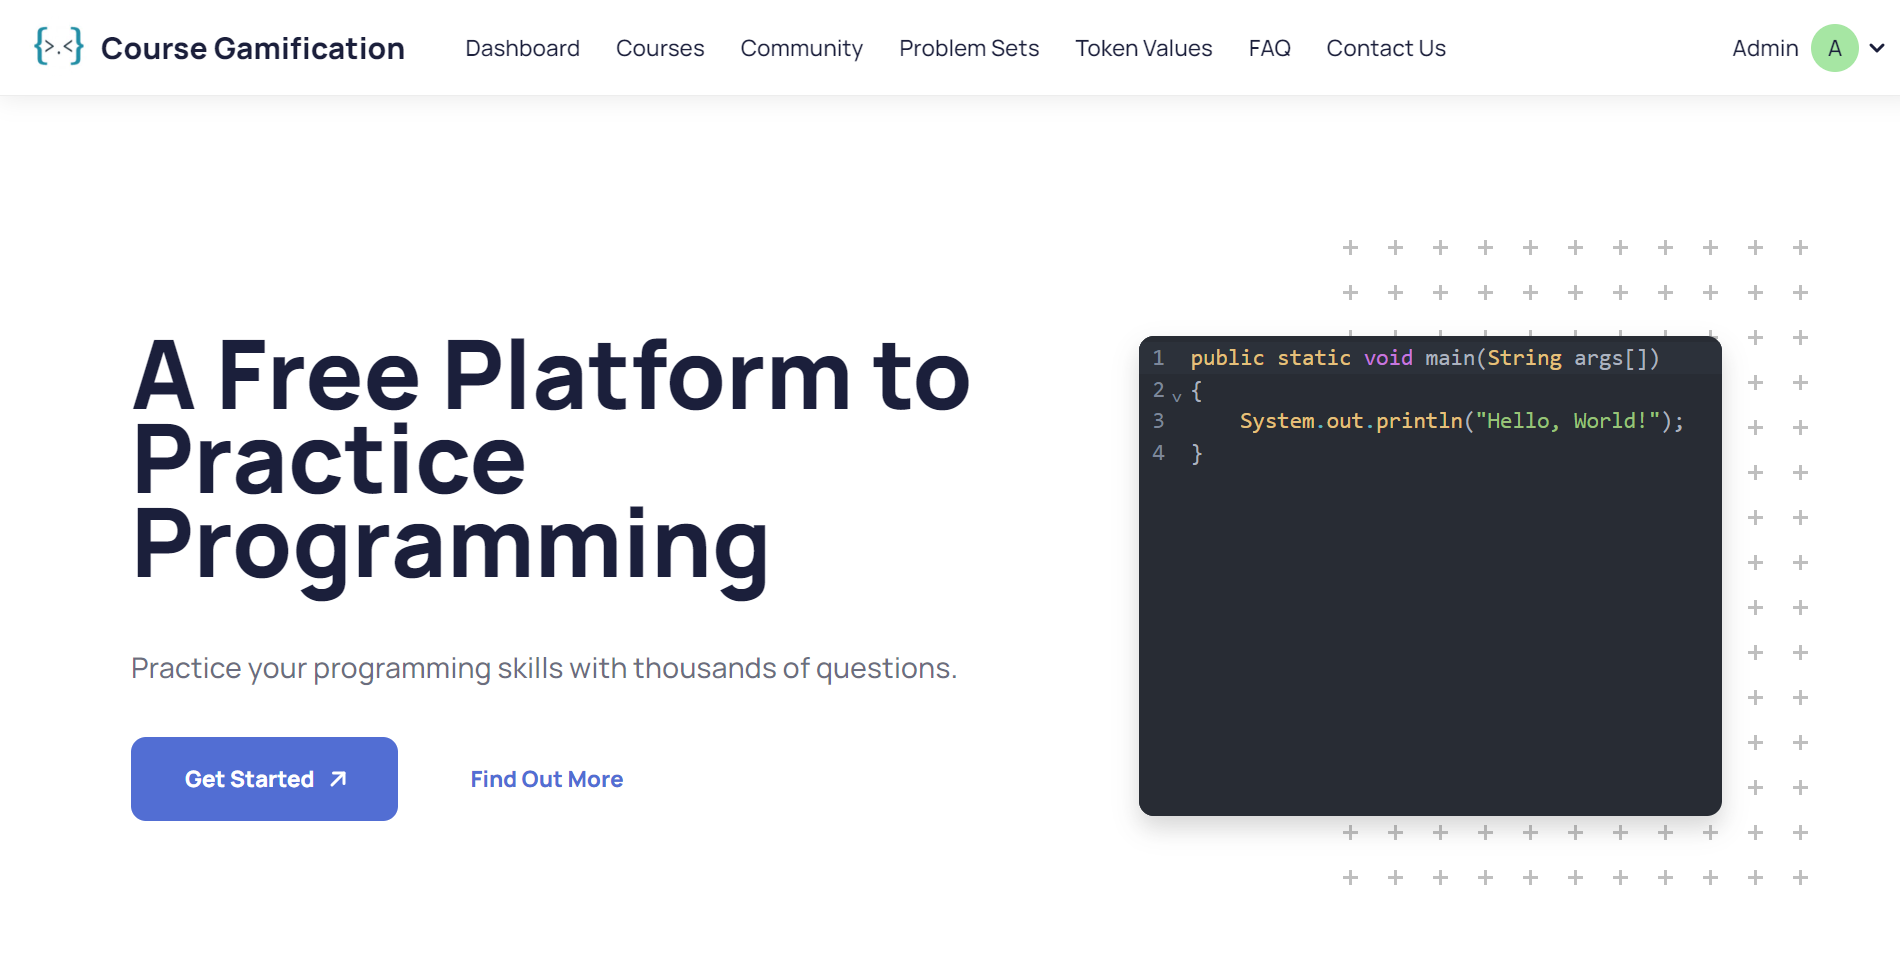 {>.<} Course Gamification Dashboard Courses Community Problem Sets Token Values FAQ Contact Us Admin A
A Free Platform to
Practice
Programming
Practice your programming skills with thousands of questions.
Get Started
Find Out More
1 public static void main(String args[])
2 {
3 System.out.println("Hello, World!");
4 }